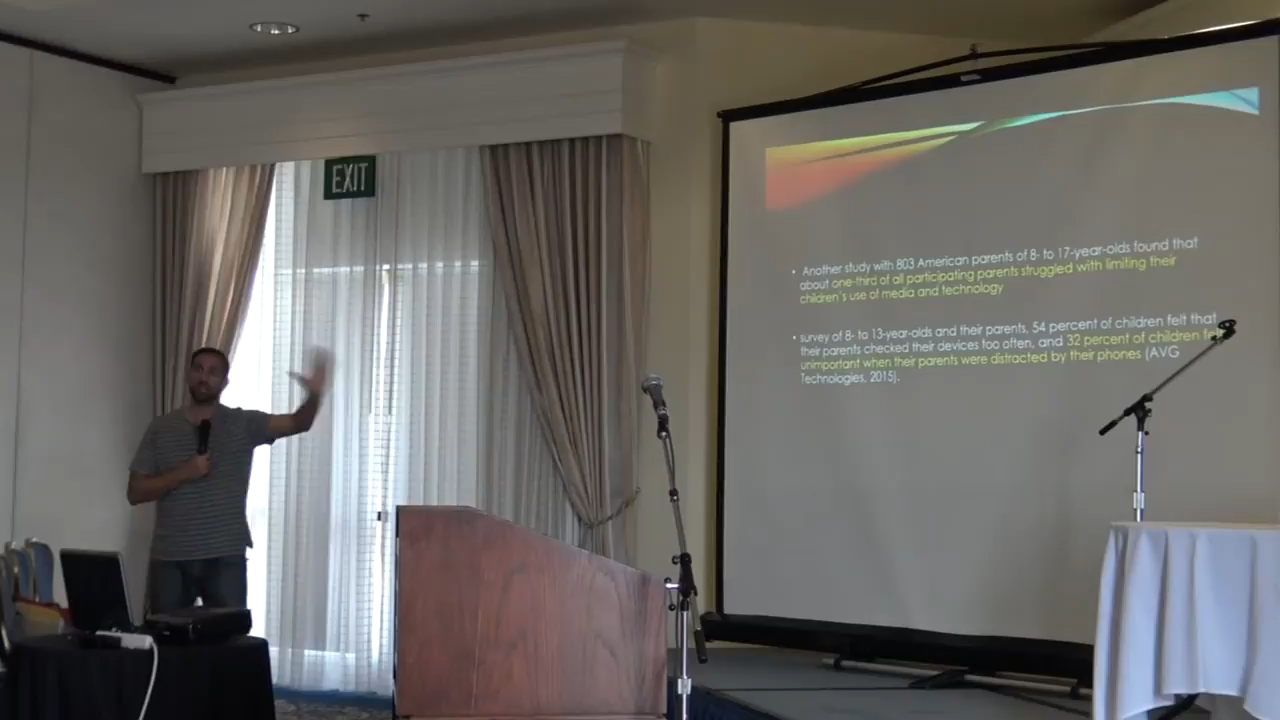 EXIT
• Another study with 803 American parents of 8- to 17-year-olds found that
about one-third of all participating parents struggled with limiting their
children's use of media and technology
• survey of 8- to 13-year-olds and their parents, 54 percent of children felt that
their parents checked their devices too often, and 32 percent of children
unimportant when their parents were distracted by their phones (AVG
Technologies, 2015).